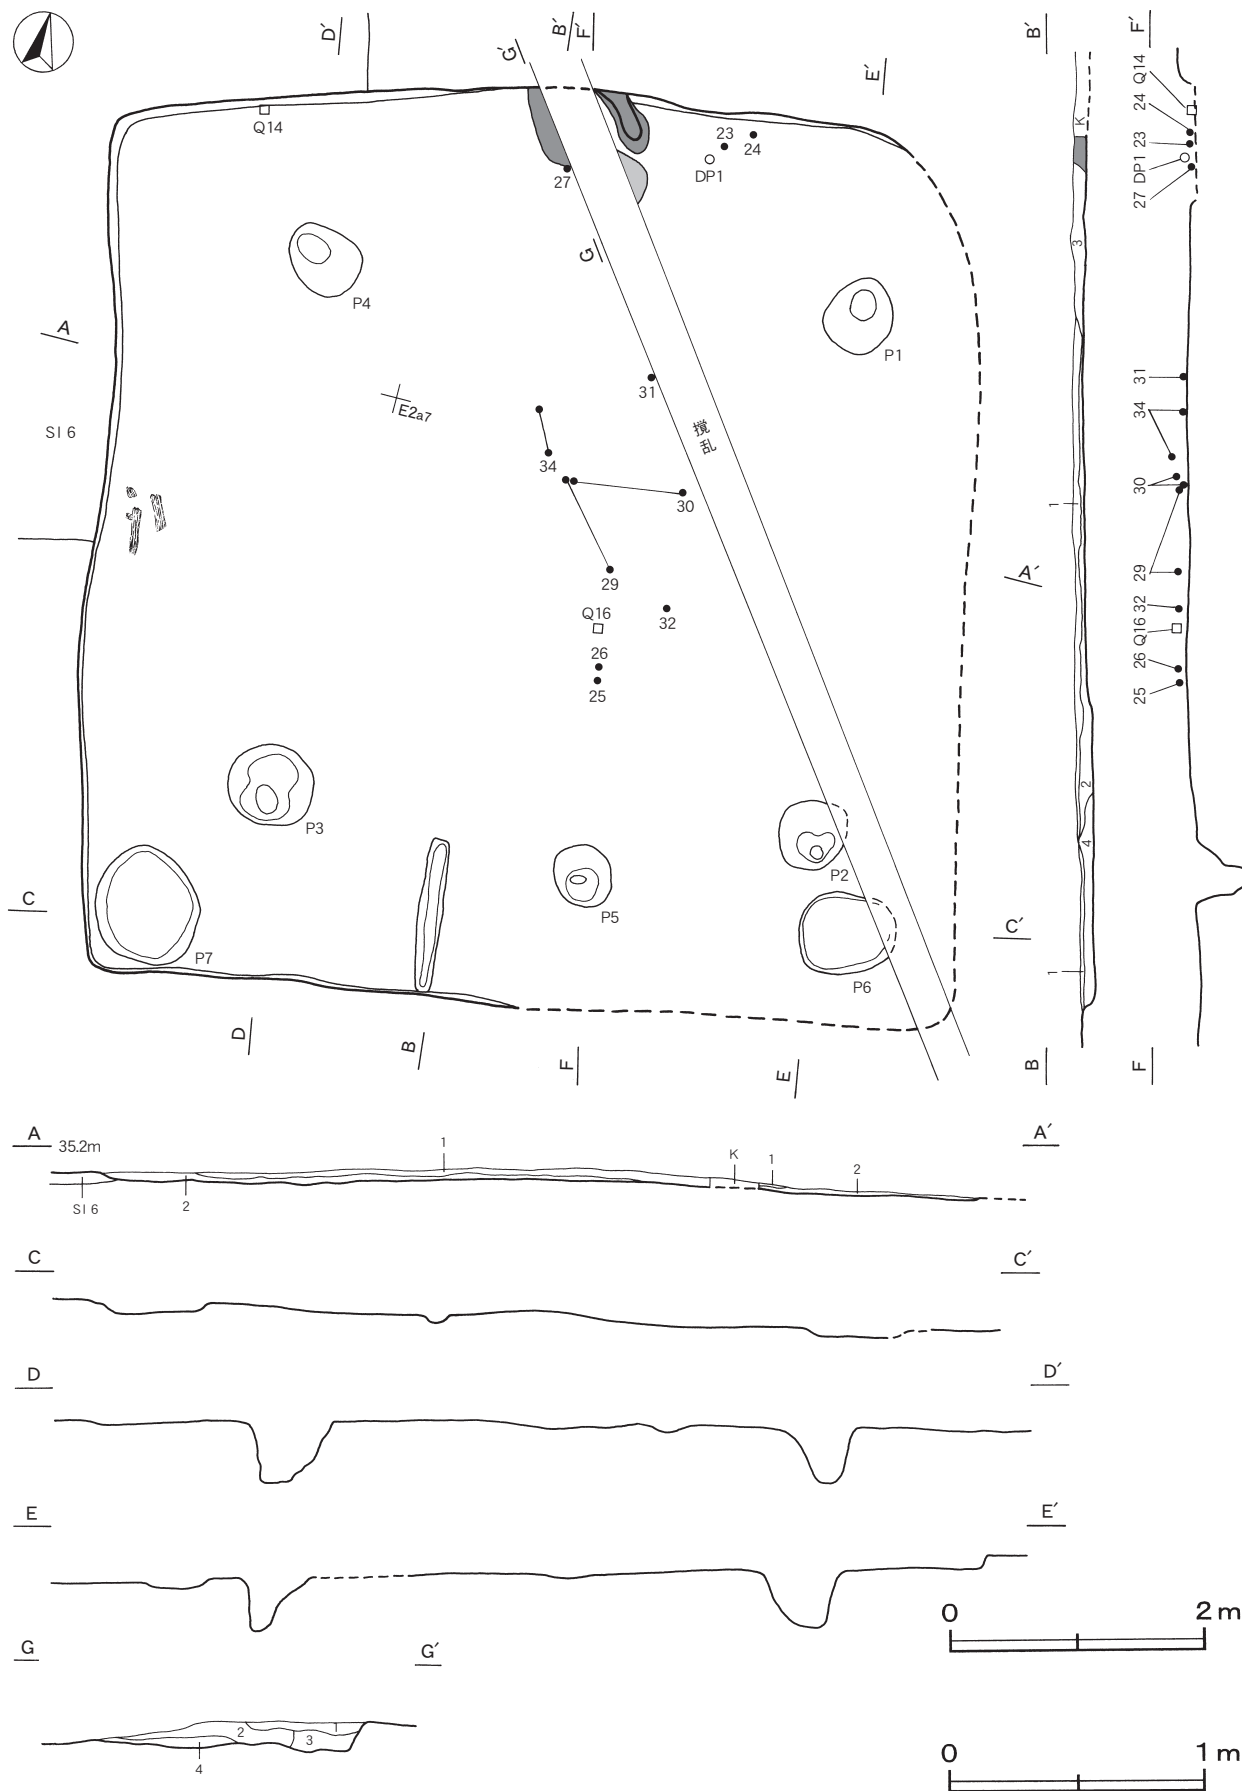 D′
G′
B′
F′
E′
B′
F′
Q14
23
24
DP1
27
G
P4
P1
A
31
E2a7
SI 6
撹乱
34
30
29
A′
Q16
32
26
25
P3
P2
C
P5
C′
P7
P6
D
B
F
E
B
F
K
3
1
2
4
1
Q14
24
23
DP1
27
31
34
30
29
32
Q16
26
25
A 35.2m
1
K
1
2
A′
SI 6
2
C
C′
D
D′
E
E′
0 2 m
G
G′
1
2
3
4
0 1 m